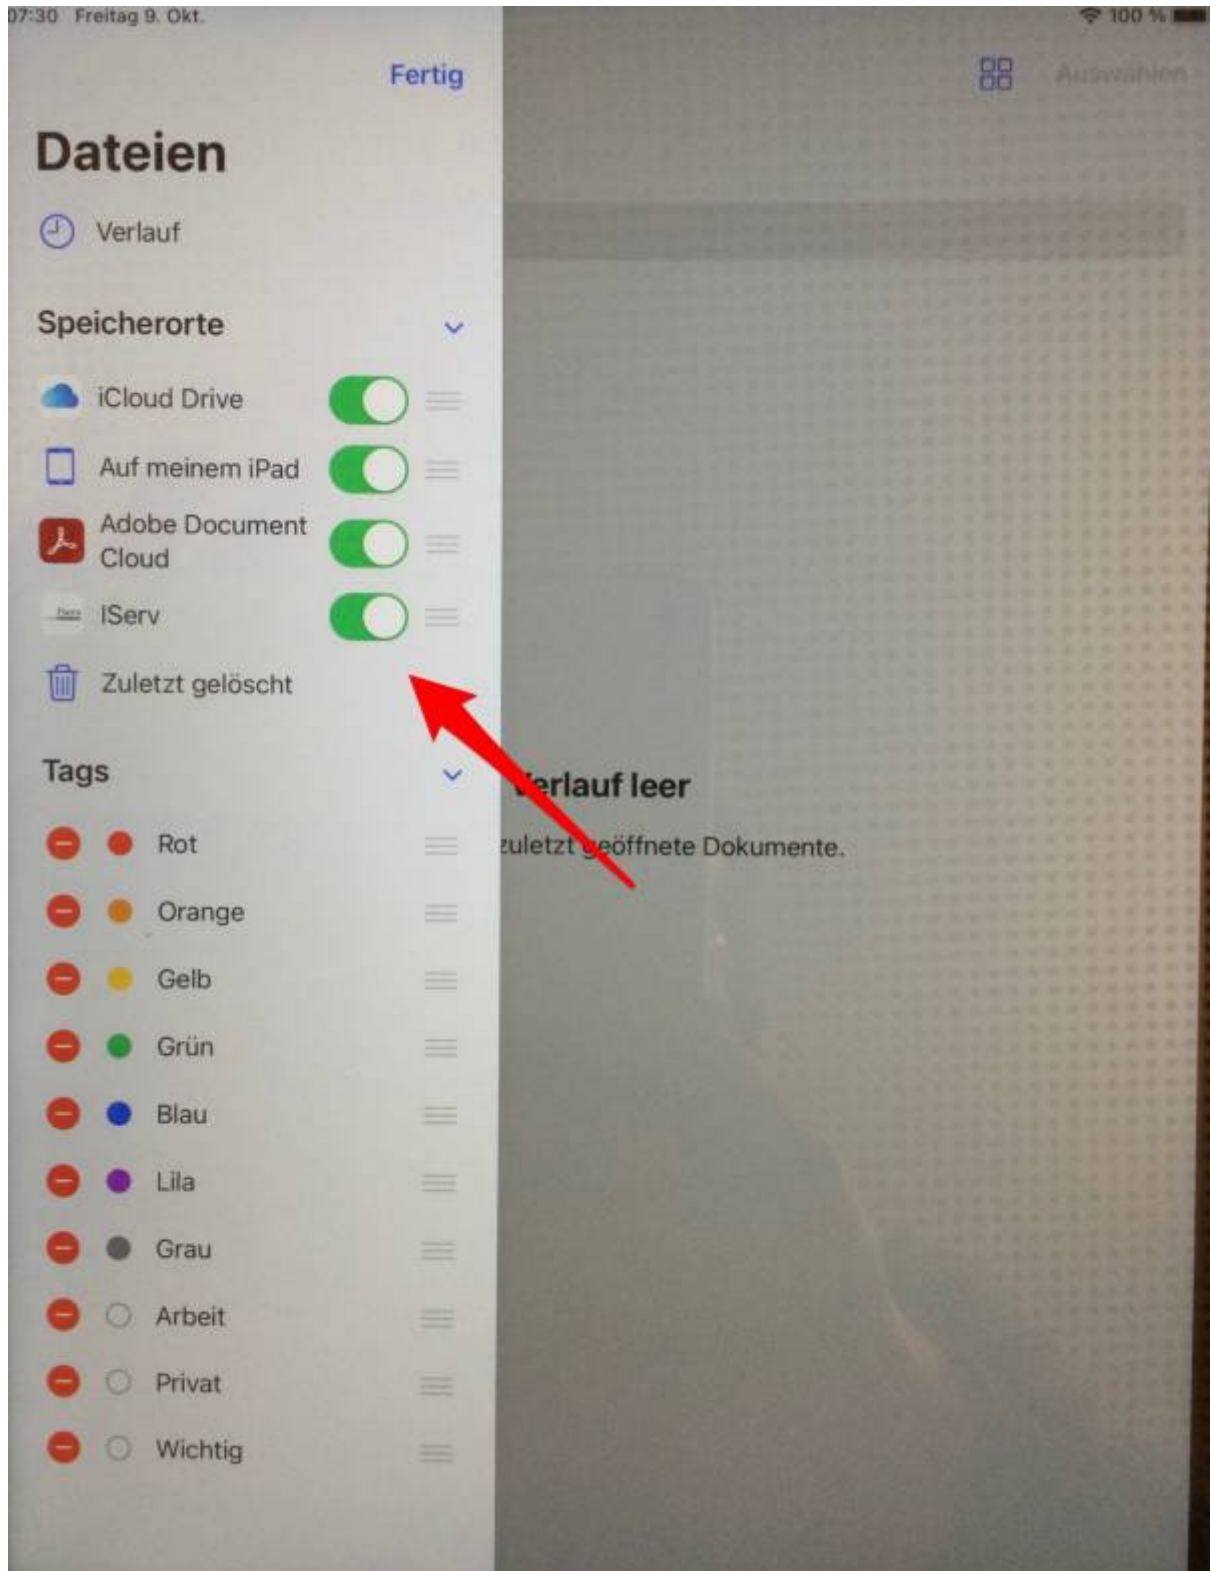 07:30 Freitag 9. Okt.
100 %
Fertig
Auswählen
Dateien
Verlauf
Speicherorte
iCloud Drive
Auf meinem iPad
Adobe Document
Cloud
IServ
Zuletzt gelöscht
Tags
Verlauf leer
zuletzt geöffnete Dokumente.
Rot
Orange
Gelb
Grün
Blau
Lila
Grau
Arbeit
Privat
Wichtig